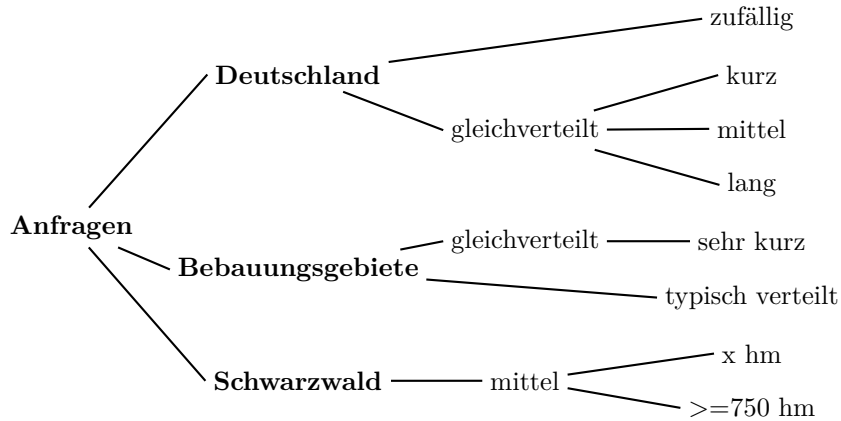 zufällig
Deutschland
kurz
gleichverteilt
mittel
lang
Anfragen
gleichverteilt
sehr kurz
Bebauungsgebiete
typisch verteilt
x hm
Schwarzwald
mittel
>=750 hm